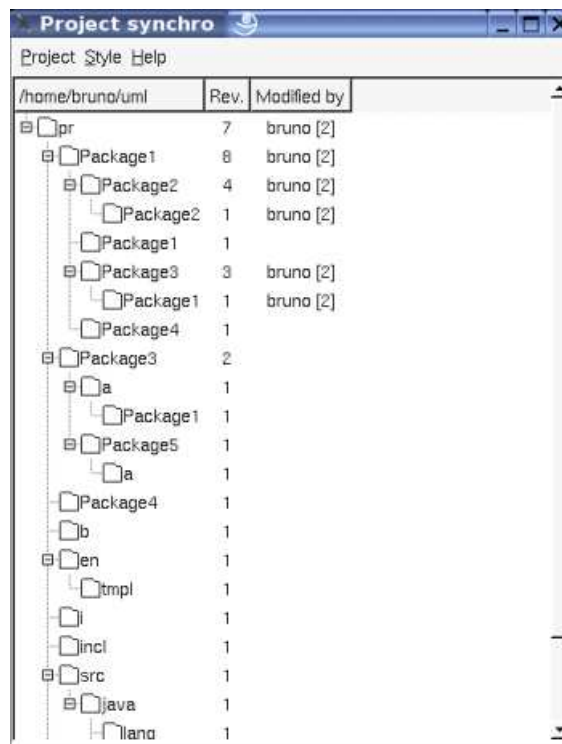 Project synchro
Project Style Help
/home/bruno/uml Rev. Modified by
pr 7 bruno [2]
Package1 8 bruno [2]
Package2 4 bruno [2]
Package2 1 bruno [2]
Package1 1
Package3 3 bruno [2]
Package1 1 bruno [2]
Package4 1
Package3 2
a 1
Package1 1
Package5 1
a 1
Package4 1
b 1
en 1
tmpl 1
i 1
incl 1
src 1
java 1
lang 1